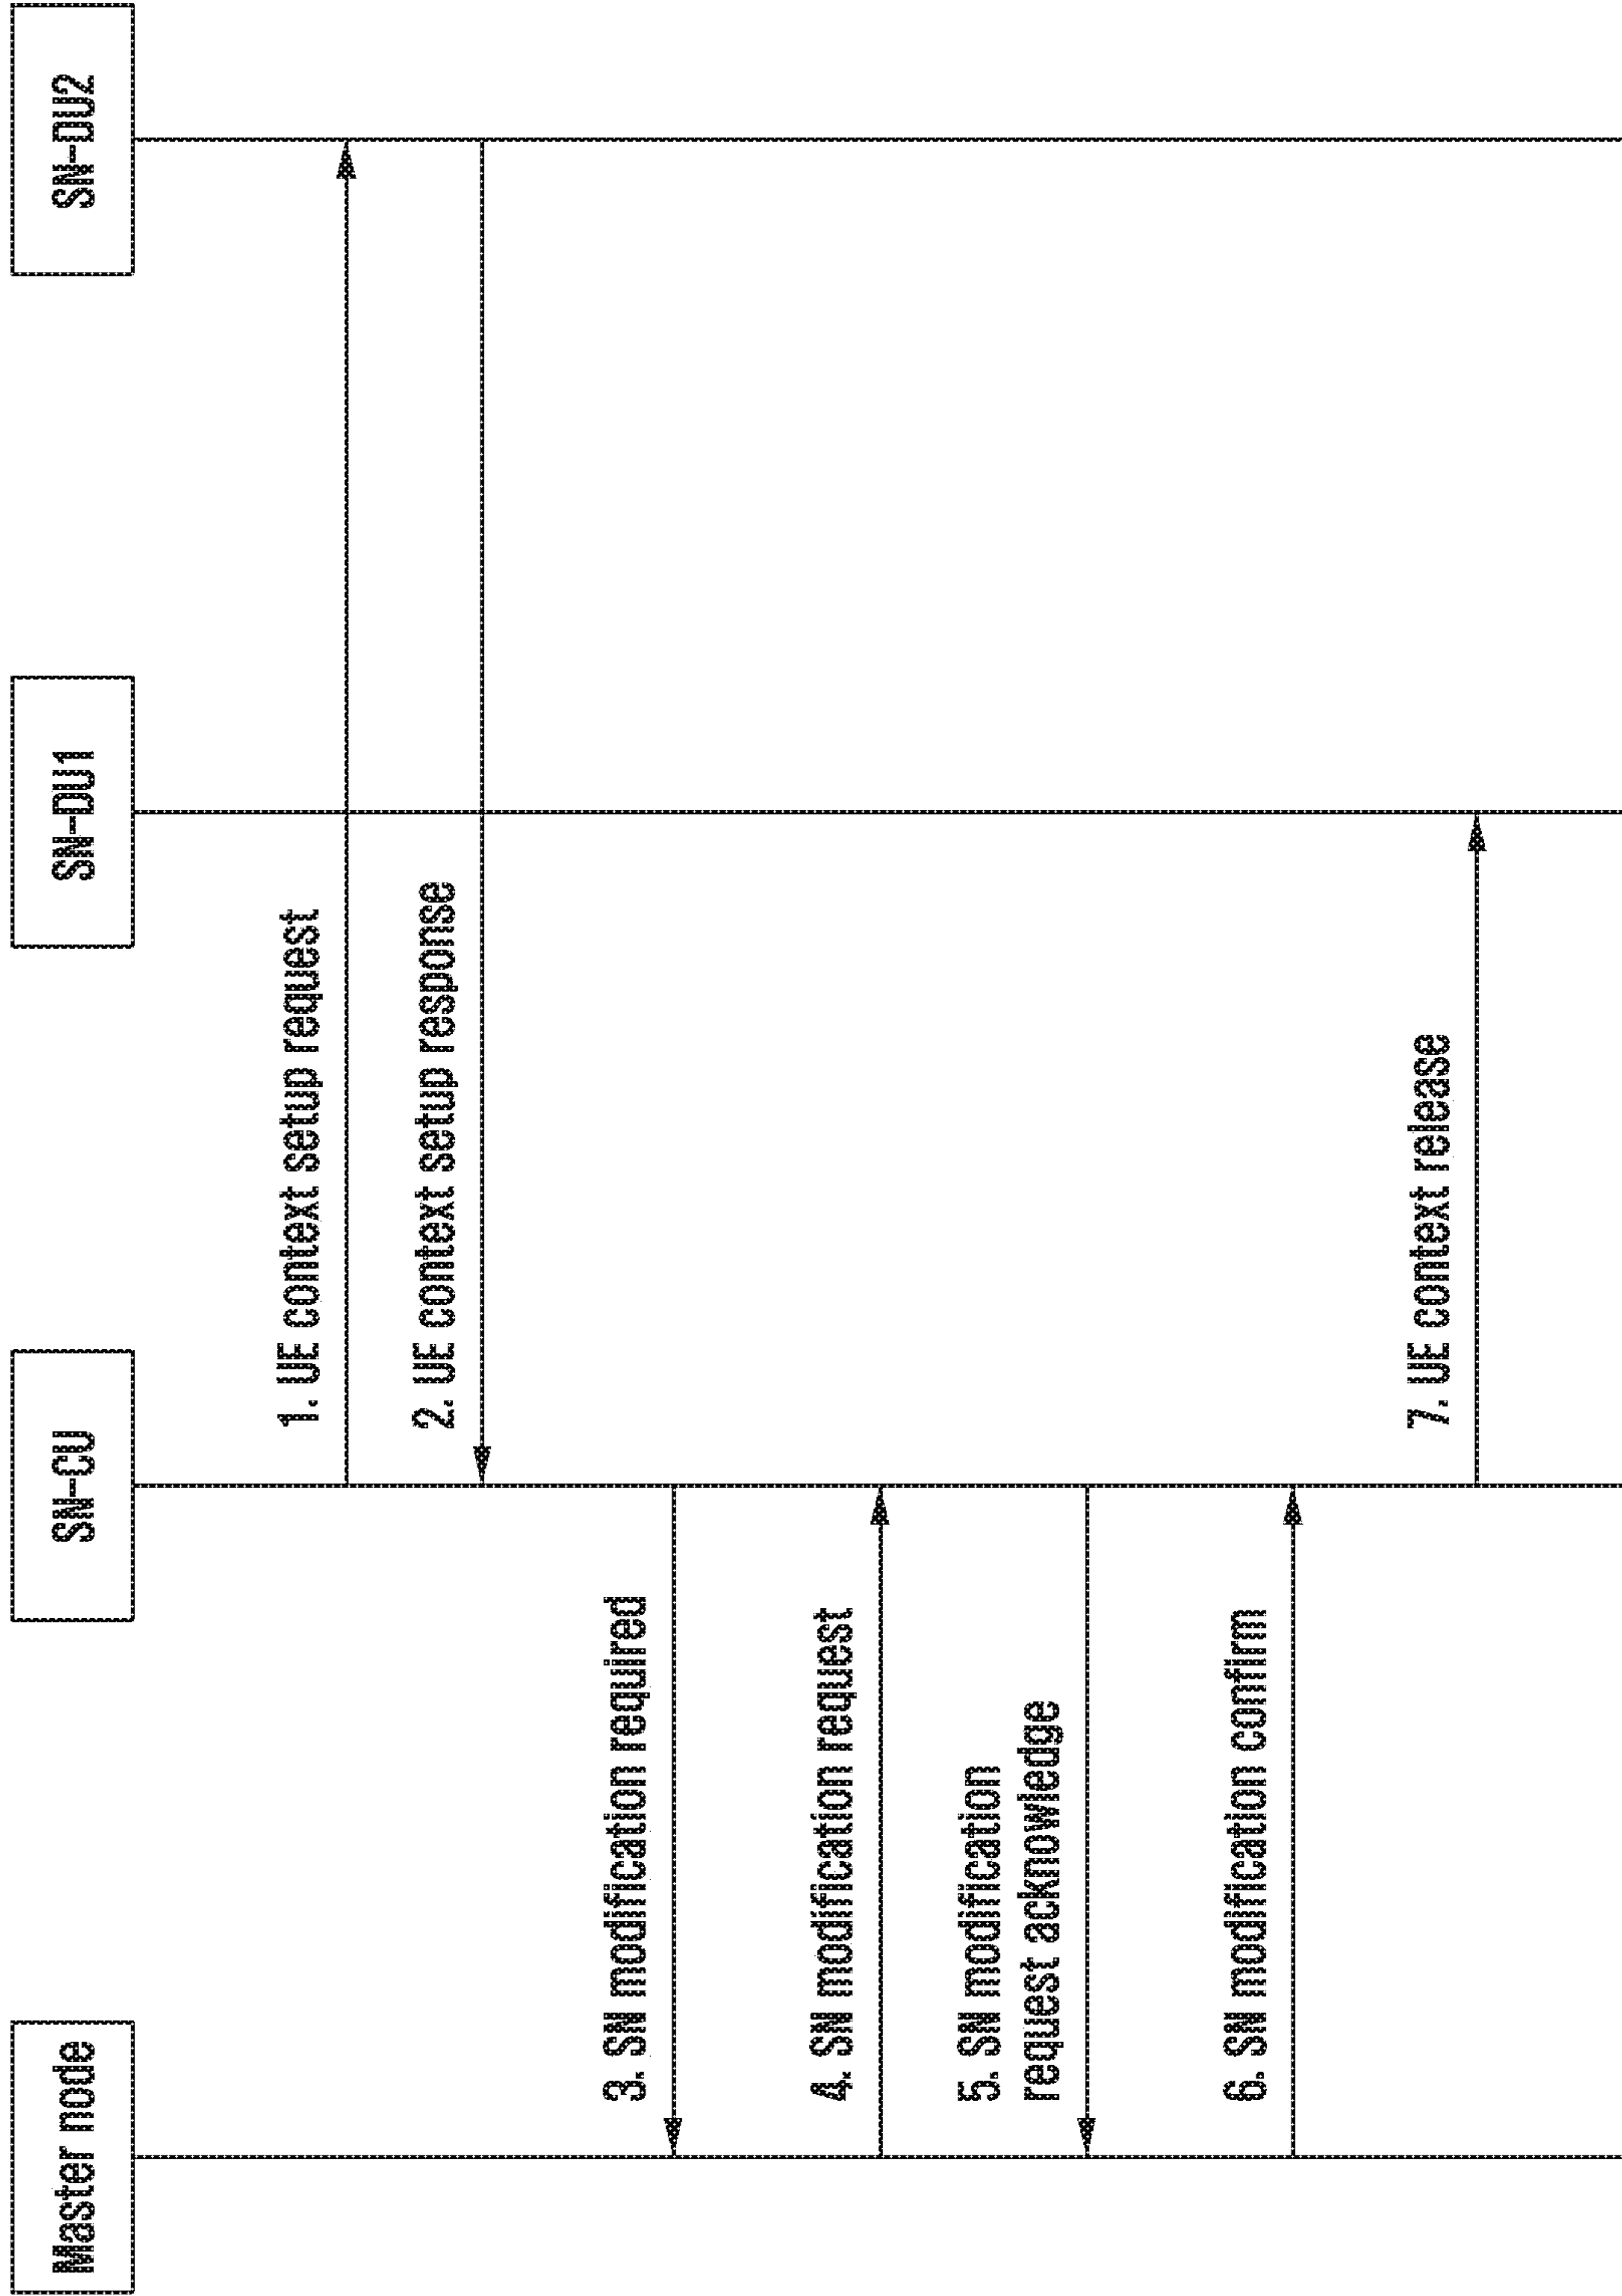 Master node
SN-CU
SN-DU1
SN-DU2
1. UE context setup request
2. UE context setup response
3. SN modification required
4. SN modification request
5. SN modification
request acknowledge
6. SN modification confirm
7. UE context release